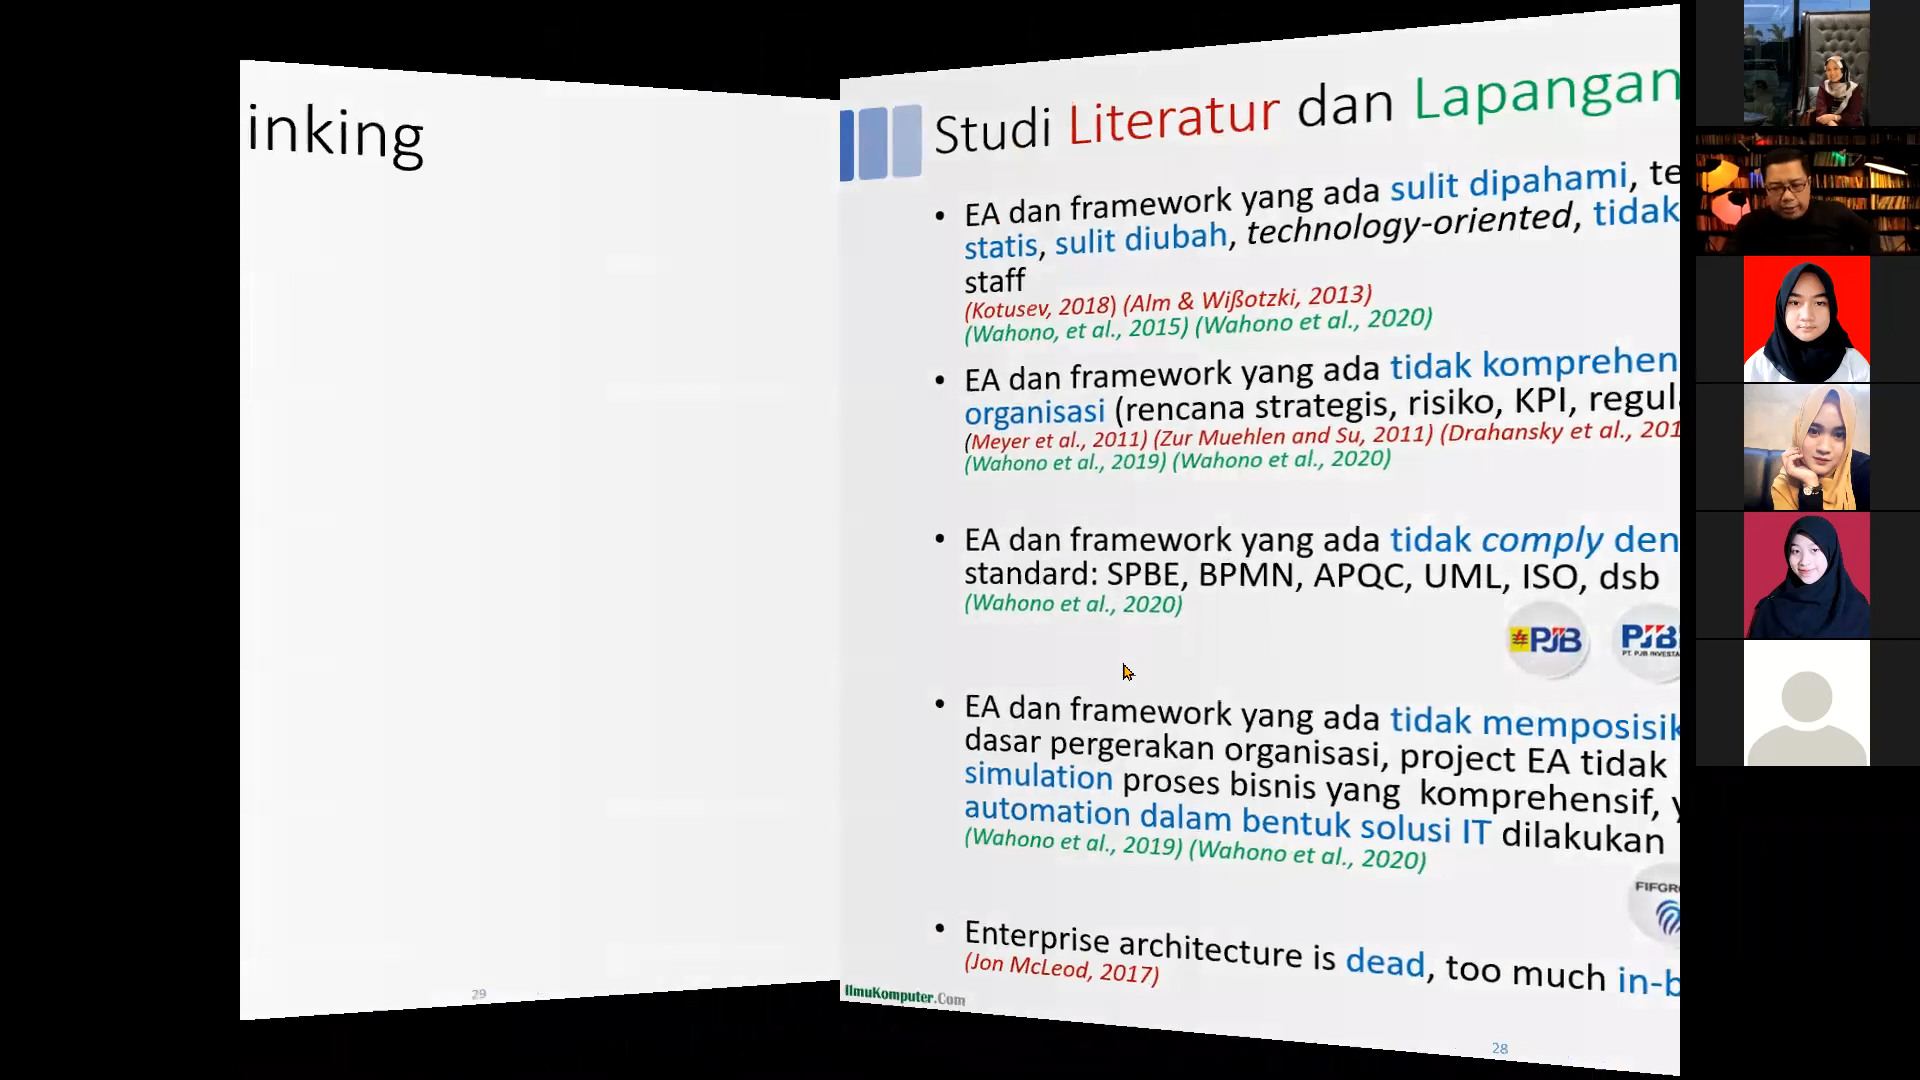 inking
29
Studi Literatur dan Lapangan
• EA dan framework yang ada sulit dipahami,
statis, sulit diubah, technology-oriented, tidak
staff
(Kotusev, 2018) (Alm & Wißotzki, 2013)
(Wahono, et al., 2015) (Wahono et al., 2020)
• EA dan framework yang ada tidak komprehen
organisasi (rencana strategis, risiko, KPI, regul
(Meyer et al., 2011) (Zur Muehlen and Su, 2011) (Drahansky et al., 201
(Wahono et al., 2019) (Wahono et al., 2020)
• EA dan framework yang ada tidak comply den
standard: SPBE, BPMN, APQC, UML, ISO, dsb
(Wahono et al., 2020)
PJB
PJB
PT. PJB INVESTA
• EA dan framework yang ada tidak memposisik
dasar pergerakan organisasi, project EA tidak
simulation proses bisnis yang komprehensif,
automation dalam bentuk solusi IT dilakukan
(Wahono et al., 2019) (Wahono et al., 2020)
FIFGR
• Enterprise architecture is dead, too much in-b
(Jon McLeod, 2017)
IlmuKomputer.Com
28